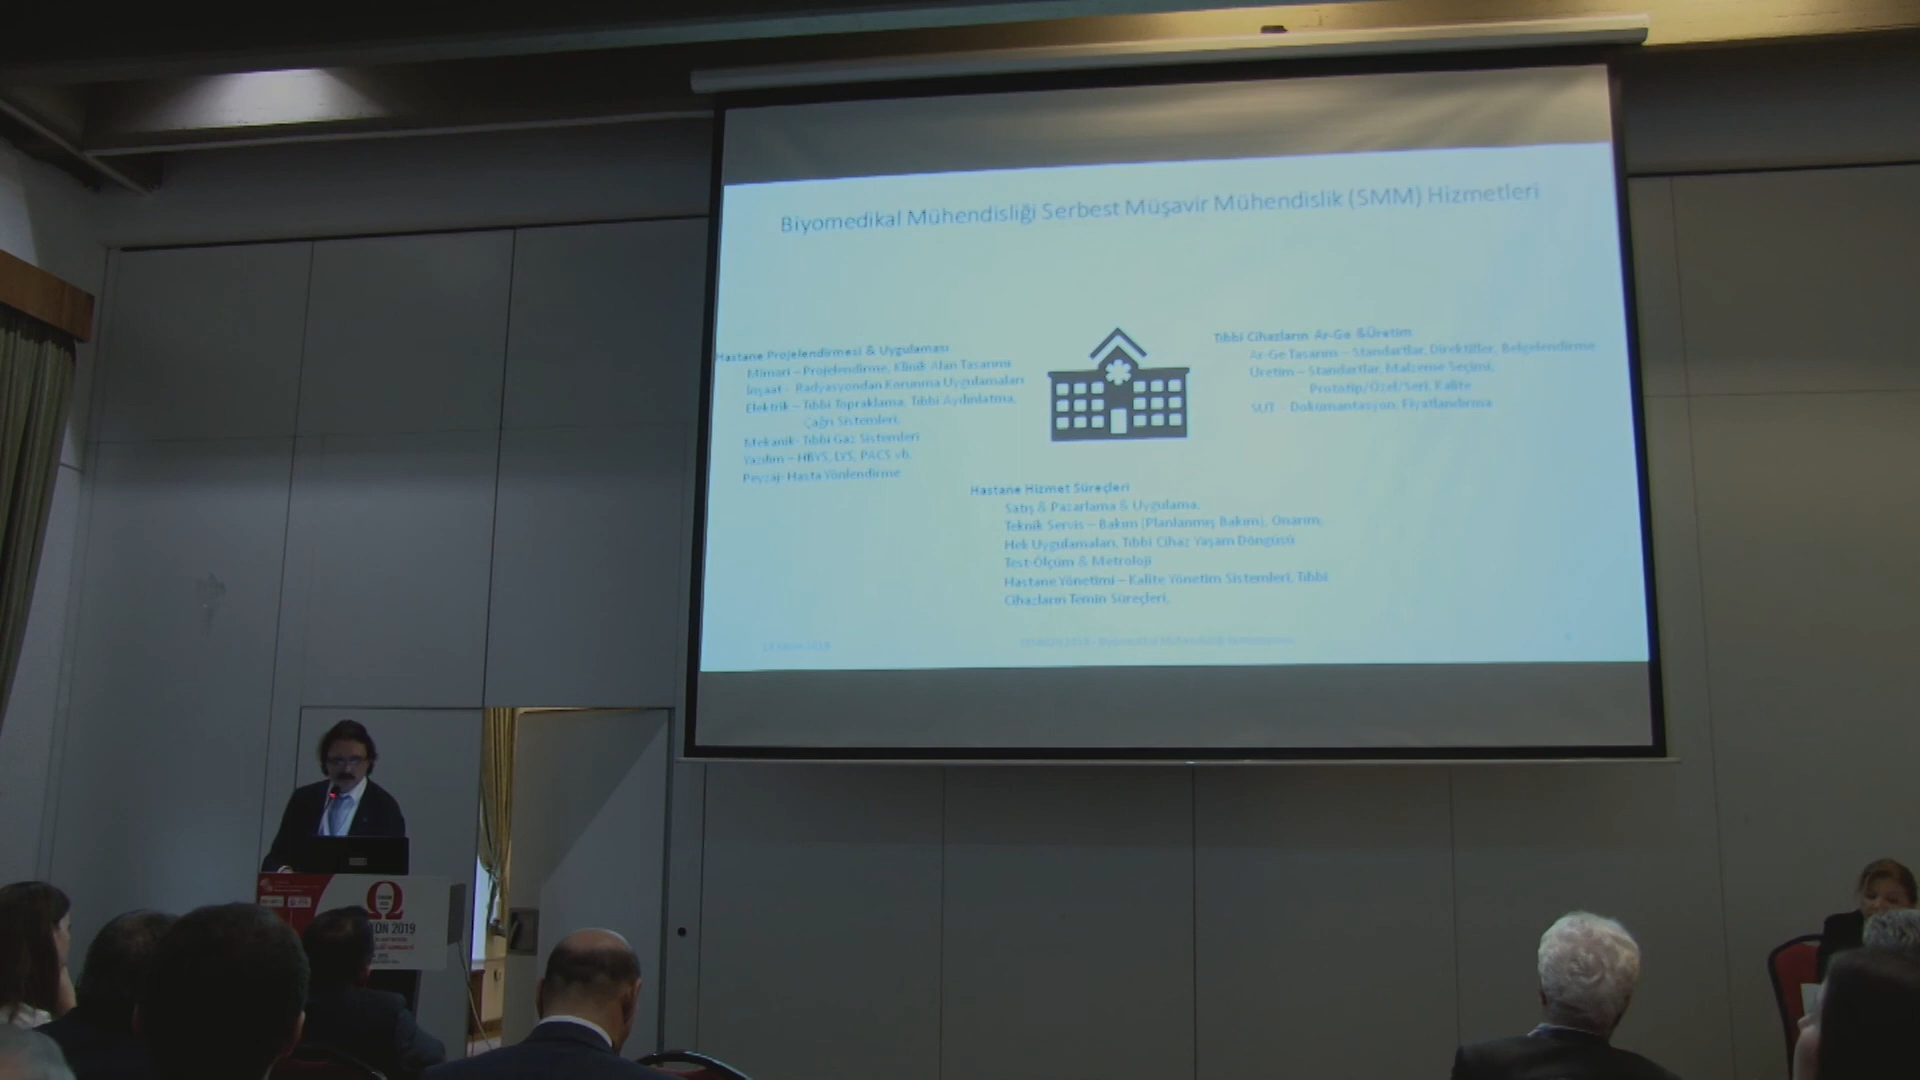 Biyomedikal Mühendisliği Serbest Müşavir Mühendislik (SMM) Hizmetleri
Hastane Projelendirmesi & Uygulaması
Mimari – Projelendirme, Klinik Alan Tasarımı
İnşaat - Radyasyondan Korunma Uygulamaları
Elektrik – Tıbbi Topraklama, Tıbbi Aydınlatma,
Çağrı Sistemleri,
Mekanik- Tıbbi Gaz Sistemleri
Yazılım – HBYS, LYS, PACS vb.
Peyzaj- Hasta Yönlendirme
Tıbbi Cihazların Ar-Ge &Üretim
Ar-Ge Tasarım – Standartlar, Direktifler, Belgelendirme
Üretim – Standartlar, Malzeme Seçimi,
Prototip/Özel/Seri, Kalite
SUT - Dokümantasyon, Fiyatlandırma
Hastane Hizmet Süreçleri
Satış & Pazarlama & Uygulama,
Teknik Servis – Bakım (Planlanmış Bakım), Onarım,
Hek Uygulamaları, Tıbbi Cihaz Yaşam Döngüsü
Test-Ölçüm & Metroloji
Hastane Yönetimi – Kalite Yönetim Sistemleri, Tıbbi
Cihazların Temin Süreçleri,
2019